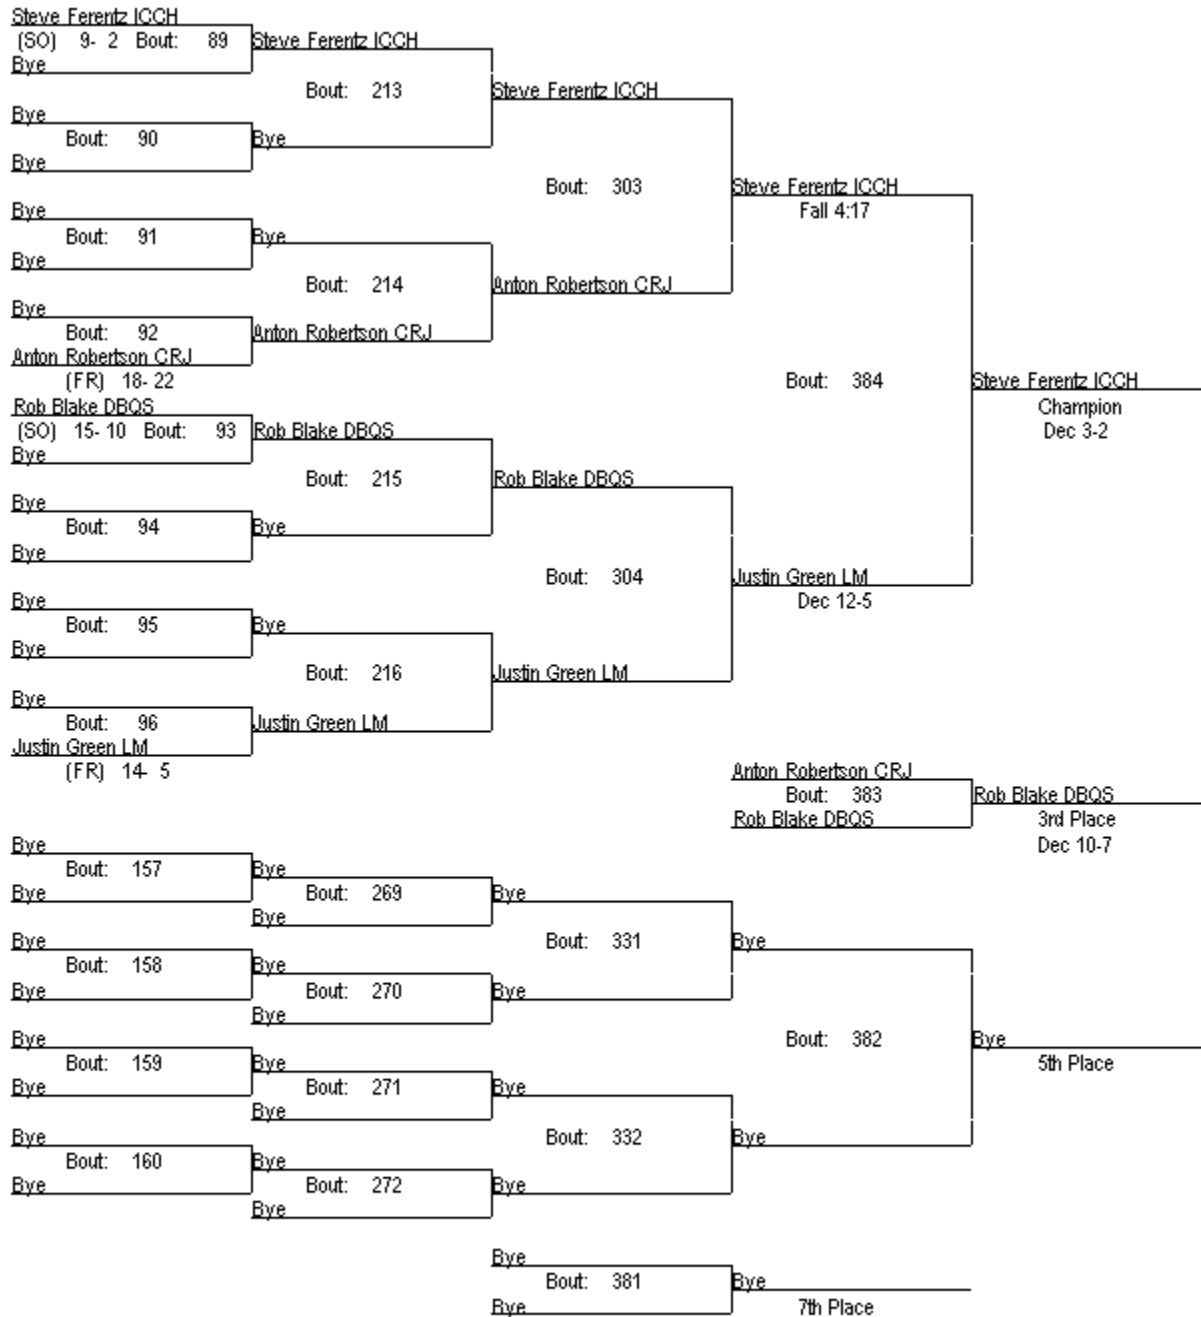 Steve Ferentz ICCH
(SO) 9- 2 Bout: 89 Steve Ferentz ICCH
Bye
Bout: 213 Steve Ferentz ICCH
Bye
Bout: 90 Bye
Bye
Bout: 303 Steve Ferentz ICCH
Fall 4:17
Bye
Bout: 91 Bye
Bye
Bout: 214 Anton Robertson CRJ
Bye
Bout: 92 Anton Robertson CRJ
Anton Robertson CRJ
(FR) 18- 22
Bout: 384 Steve Ferentz ICCH
Champion
Dec 3-2
Rob Blake DBQS
(SO) 15- 10 Bout: 93 Rob Blake DBQS
Bye
Bout: 215 Rob Blake DBQS
Bye
Bout: 94 Bye
Bye
Bout: 304 Justin Green LM
Dec 12-5
Bye
Bout: 95 Bye
Bye
Bout: 216 Justin Green LM
Bye
Bout: 96 Justin Green LM
Justin Green LM
(FR) 14- 5
Anton Robertson CRJ
Bout: 383 Rob Blake DBQS
Rob Blake DBQS 3rd Place
Dec 10-7
Bye
Bout: 157 Bye
Bye Bout: 269 Bye
Bye
Bye Bout: 331 Bye
Bout: 158 Bye
Bye Bout: 270 Bye
Bye
Bye Bout: 382 Bye
Bout: 159 Bye 5th Place
Bye Bout: 271 Bye
Bye
Bye Bout: 332 Bye
Bout: 160 Bye
Bye Bout: 272 Bye
Bye
Bye
Bout: 381 Bye
Bye 7th Place